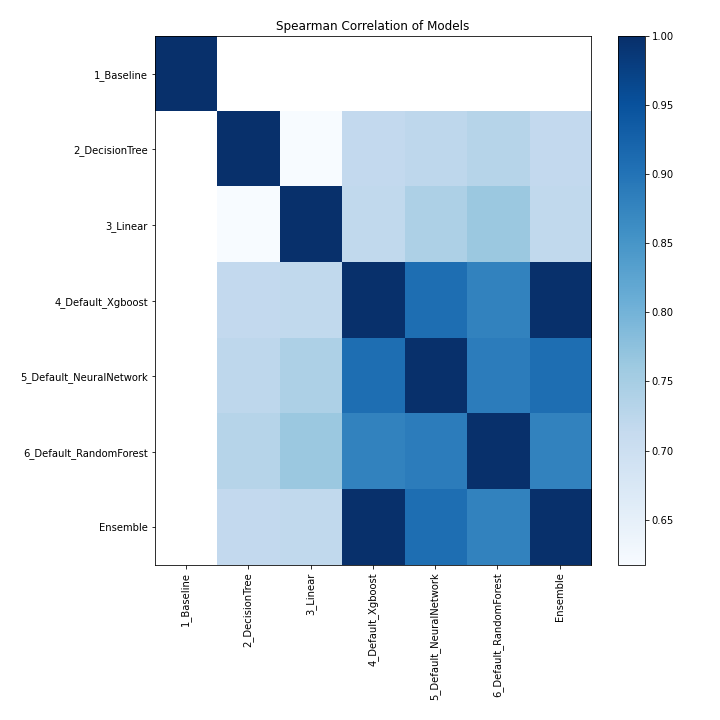 Spearman Correlation of Models
1_Baseline
2_DecisionTree
3_Linear
4_Default_Xgboost
5_Default_NeuralNetwork
6_Default_RandomForest
Ensemble
1_Baseline
2_DecisionTree
3_Linear
4_Default_Xgboost
5_Default_NeuralNetwork
6_Default_RandomForest
Ensemble
1.00
0.95
0.90
0.85
0.80
0.75
0.70
0.65